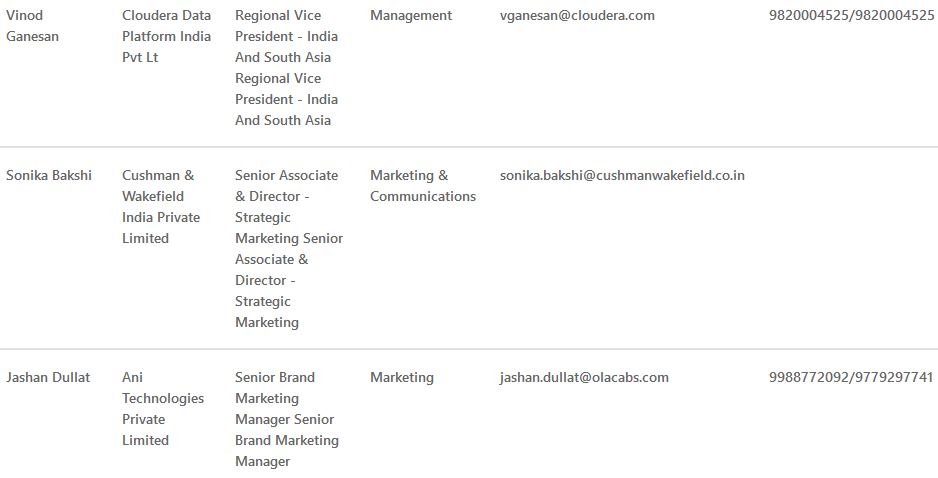 Vinod
Ganesan
Cloudera Data
Platform India
Pvt Lt
Regional Vice
President - India
And South Asia
Regional Vice
President - India
And South Asia
Management
vganesan@cloudera.com
9820004525/9820004525
Sonika Bakshi
Cushman &
Wakefield
India Private
Limited
Senior Associate
& Director -
Strategic
Marketing Senior
Associate &
Director -
Strategic
Marketing
Marketing &
Communications
sonika.bakshi@cushmanwakefield.co.in
Jashan Dullat
Ani
Technologies
Private
Limited
Senior Brand
Marketing
Manager Senior
Brand Marketing
Manager
Marketing
jashan.dullat@olacabs.com
9988772092/9779297741